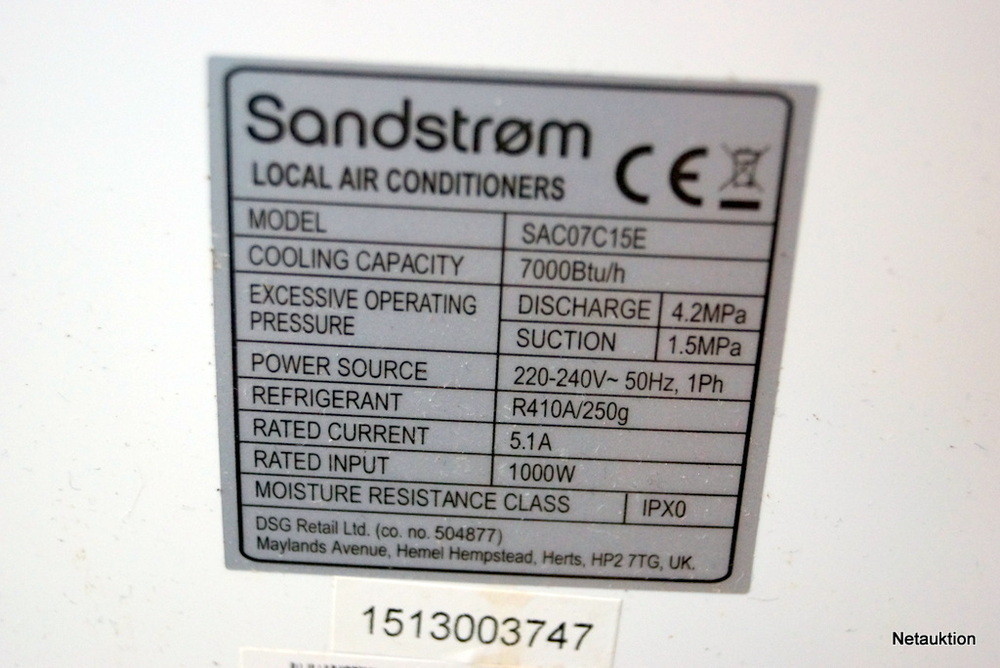 Sandstrøm
LOCAL AIR CONDITIONERS CE
MODEL SAC07C15E
COOLING CAPACITY 7000Btu/h
EXCESSIVE OPERATING PRESSURE DISCHARGE 4.2MPa
SUCTION 1.5MPa
POWER SOURCE 220-240V~ 50Hz, 1Ph
REFRIGERANT R410A/250g
RATED CURRENT 5.1A
RATED INPUT 1000W
MOISTURE RESISTANCE CLASS IPX0
DSG Retail Ltd. (co. no. 504877)
Maylands Avenue, Hemel Hempstead, Herts, HP2 7TG, UK.
1513003747
Netauktion